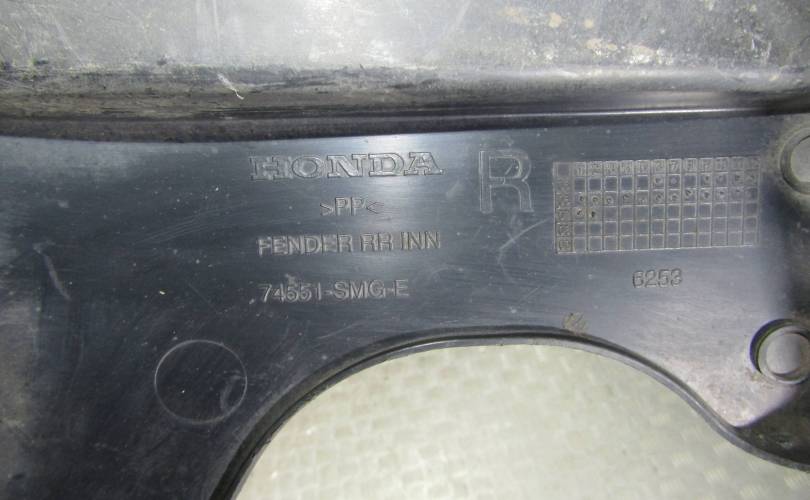 HONDA
R
>PP<
FENDER RR INN
74551-SMG-E
6253